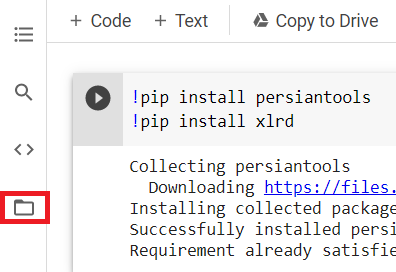 + Code + Text Copy to Drive
!pip install persiantools
!pip install xlrd
Collecting persiantools
Downloading https://files.
Installing collected package
Successfully installed persi
Requirement already satisfie